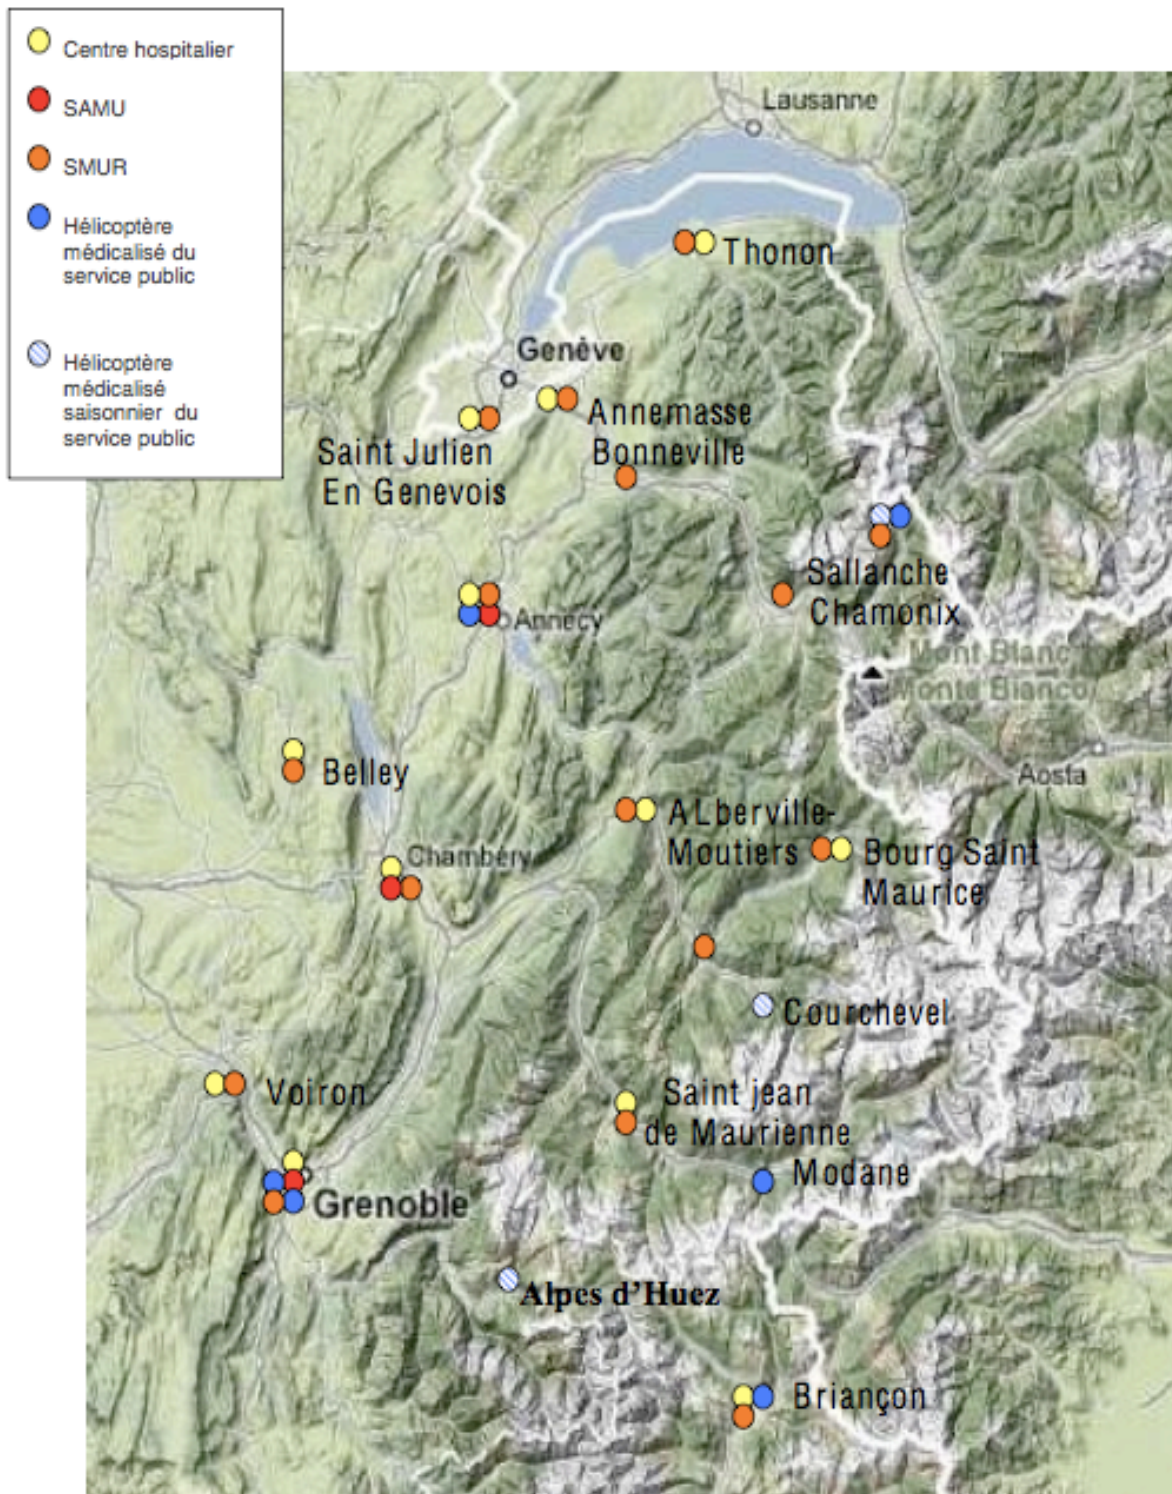 Centre hospitalier
SAMU
SMUR
Hélicoptère
médicalisé du
service public
Hélicoptère
médicalisé
saisonnier du
service public
Lausanne
Thonon
Genève
Annemasse
Bonneville
Saint Julien
En Genevois
Sallanche
Chamonix
Annecy
Mont Blanc
Monte Bianco
Aosta
Belley
ALberville-
Moutiers
Bourg Saint
Maurice
Chambéry
Courchevel
Voiron
Saint jean
de Maurienne
Modane
Grenoble
Alpes d'Huez
Briançon